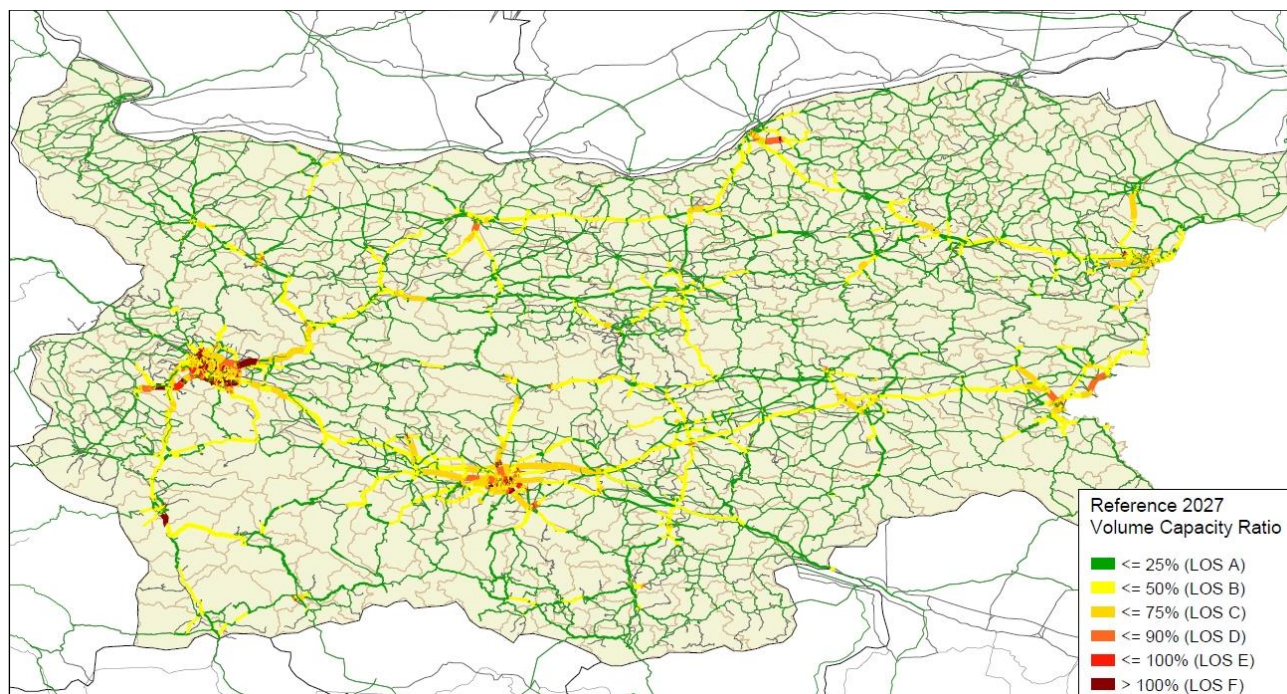 Reference 2027
Volume Capacity Ratio
<= 25% (LOS A)
<= 50% (LOS B)
<= 75% (LOS C)
<= 90% (LOS D)
<= 100% (LOS E)
> 100% (LOS F)